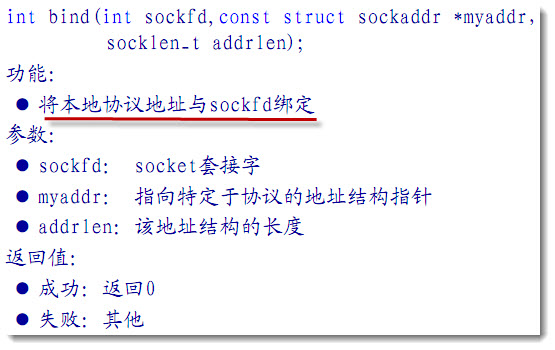 int bind(int sockfd,const struct sockaddr *myaddr,
socklen_t addrlen);
功能:
● 将本地协议地址与sockfd绑定
参数:
● sockfd: socket套接字
● myaddr: 指向特定于协议的地址结构指针
● addrlen: 该地址结构的长度
返回值:
● 成功: 返回0
● 失败: 其他